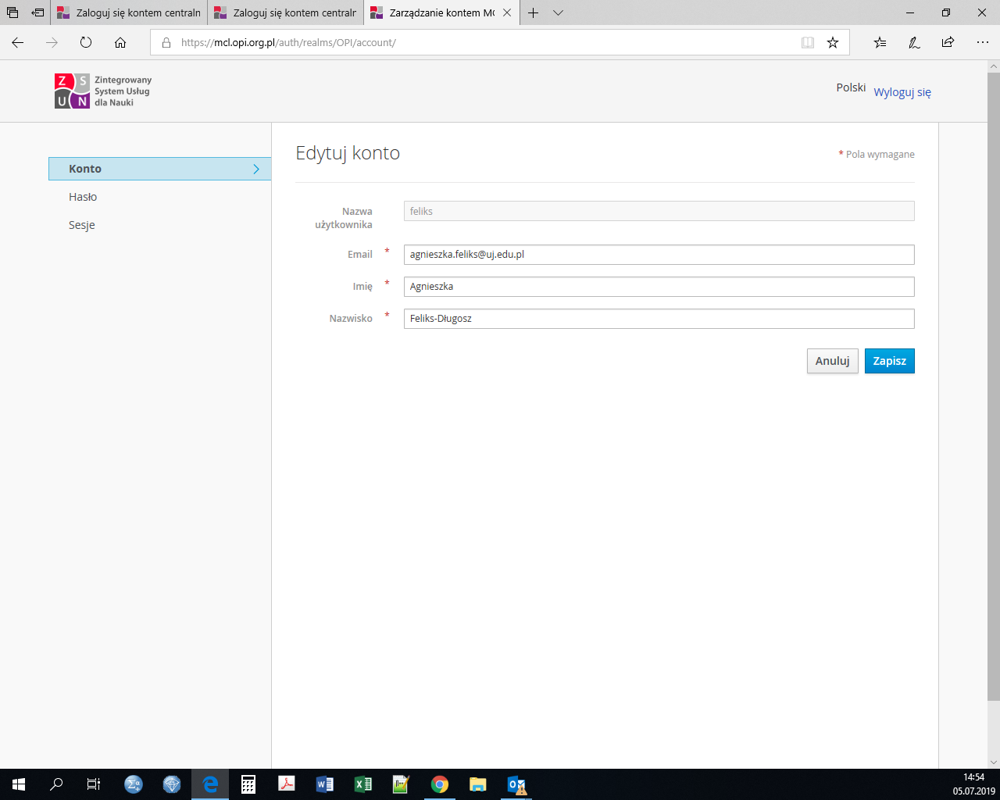 Zaloguj się kontem centraln
Zaloguj się kontem centralr
Zarządzanie kontem MC
https://mcl.opi.org.pl/auth/realms/OPI/account/
Z S U N
Zintegrowany
System Usług
dla Nauki
Polski
Wyloguj się
Konto
Hasło
Sesje
Edytuj konto
* Pola wymagane
Nazwa
użytkownika
feliks
Email *
agnieszka.feliks@uj.edu.pl
Imię *
Agnieszka
Nazwisko *
Feliks-Długosz
Anuluj
Zapisz
14:54
05.07.2019